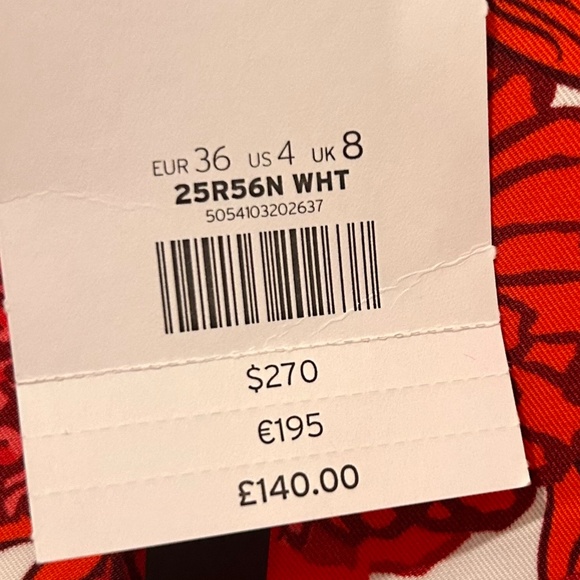 EUR 36 US 4 UK 8
25R56N WHT
5054103202637
$270
€195
£140.00